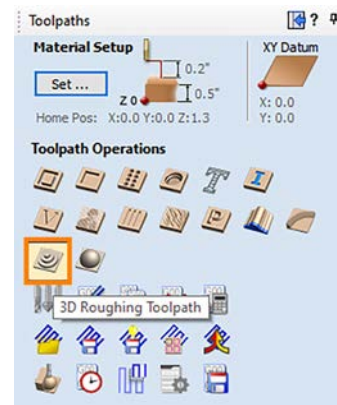 Toolpaths ?
Material Setup
XY Datum
0.2"
Set ...
0.5"
Z 0
X: 0.0
Home Pos: X:0.0 Y:0.0 Z:1.3
Y: 0.0
Toolpath Operations
T I
V P
3D Roughing Toolpath